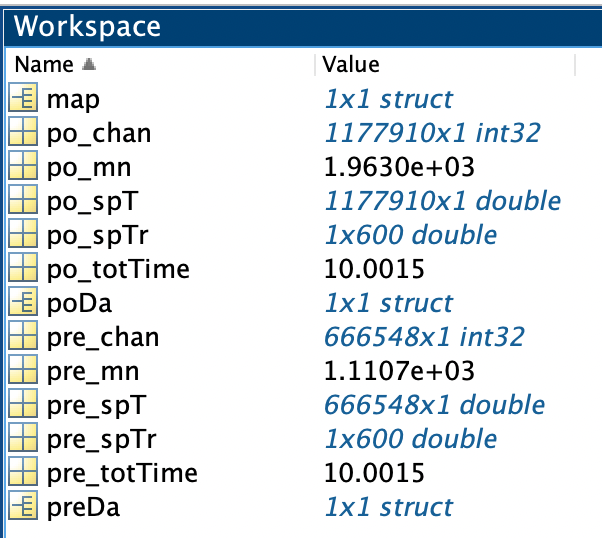 Workspace
Name Value
map 1x1 struct
po_chan 1177910x1 int32
po_mn 1.9630e+03
po_spT 1177910x1 double
po_spTr 1x600 double
po_totTime 10.0015
poDa 1x1 struct
pre_chan 666548x1 int32
pre_mn 1.1107e+03
pre_spT 666548x1 double
pre_spTr 1x600 double
pre_totTime 10.0015
preDa 1x1 struct